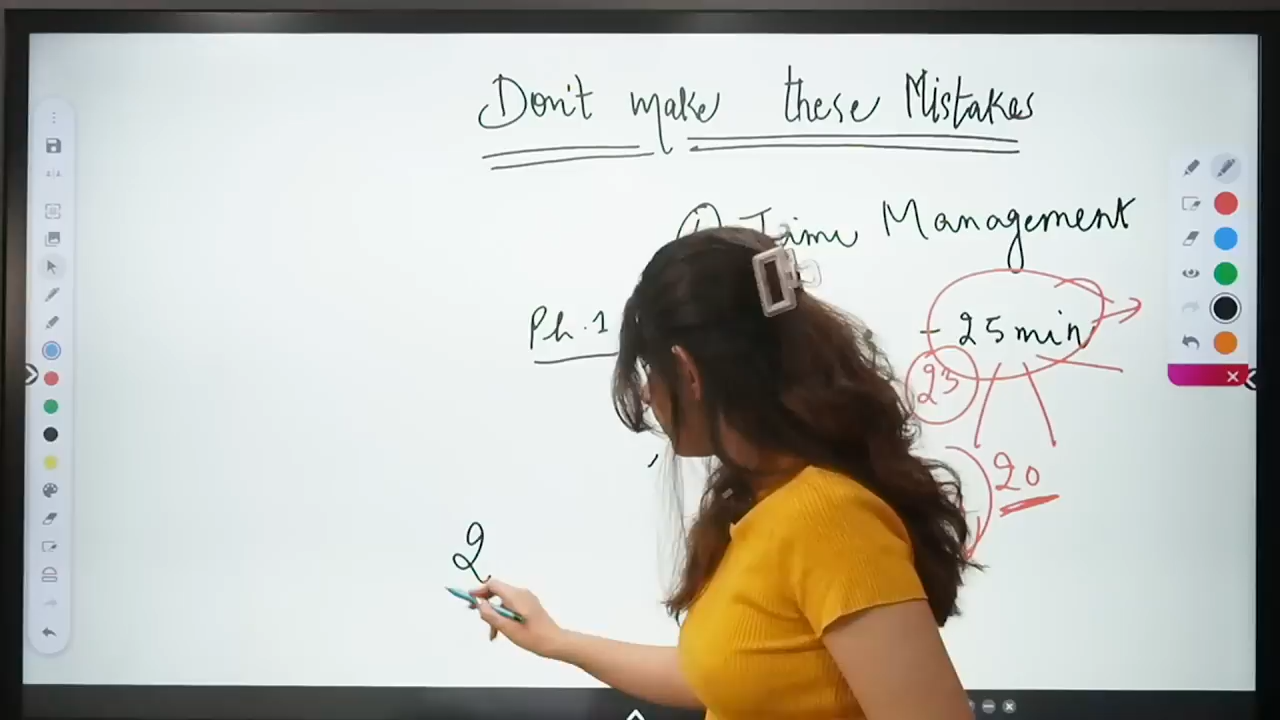 Don't make these Mistakes
(i) Time Management
Ph.1
- 25 min
23
20
2